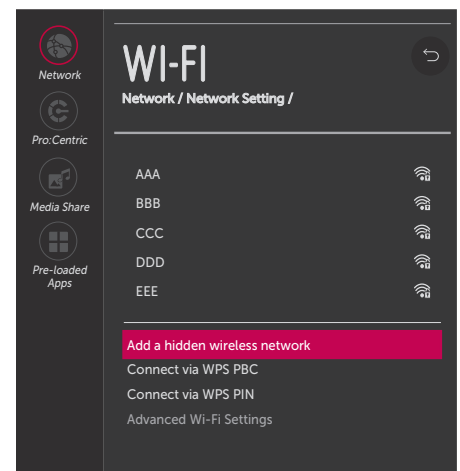 Network
Pro:Centric
Media Share
Pre-loaded
Apps
WI-FI
Network / Network Setting /
AAA
BBB
CCC
DDD
EEE
Add a hidden wireless network
Connect via WPS PBC
Connect via WPS PIN
Advanced Wi-Fi Settings